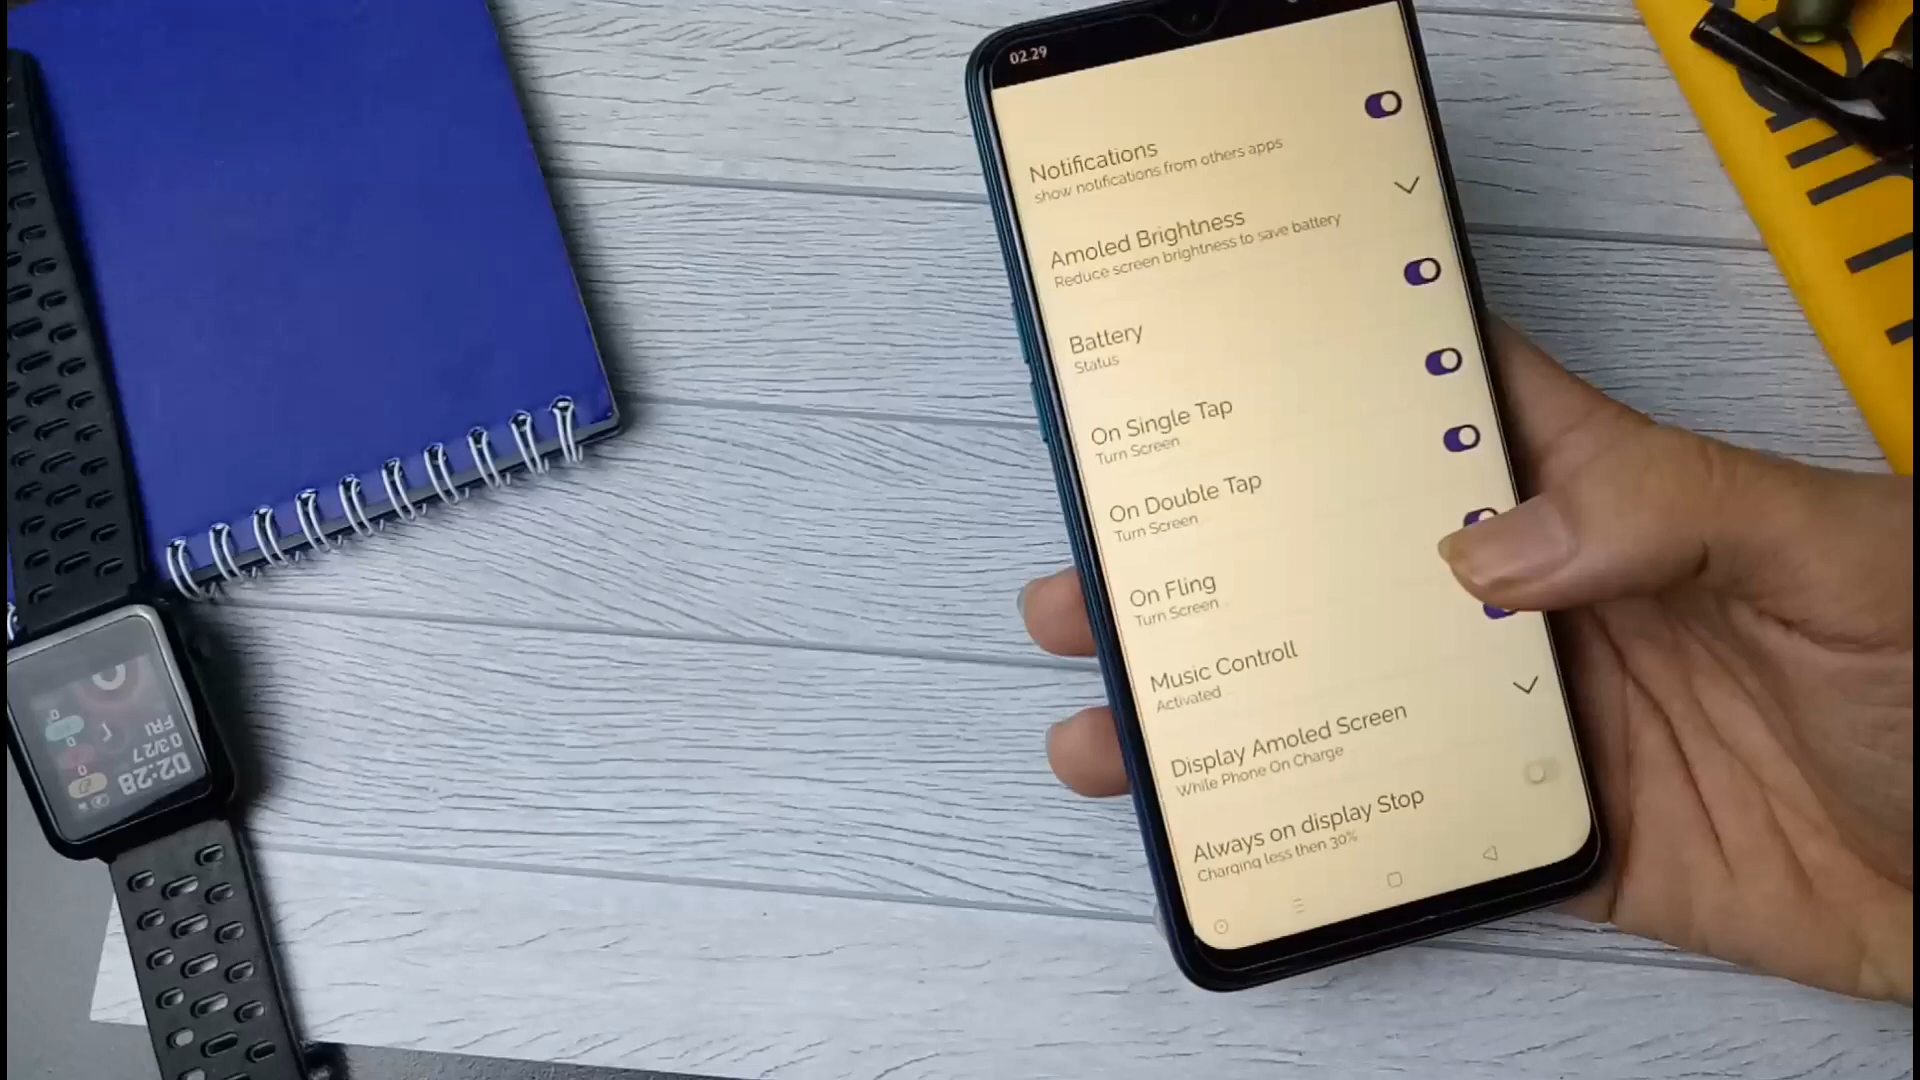 02.29
Notifications
show notifications from others apps
Amoled Brightness
Reduce screen brightness to save battery
Battery
Status
On Single Tap
Turn Screen
On Double Tap
Turn Screen
On Fling
Turn Screen
Music Controll
Activated
Display Amoled Screen
While Phone On Charge
Always on display Stop
Charging less then 30%
02:28
03/27
FRI